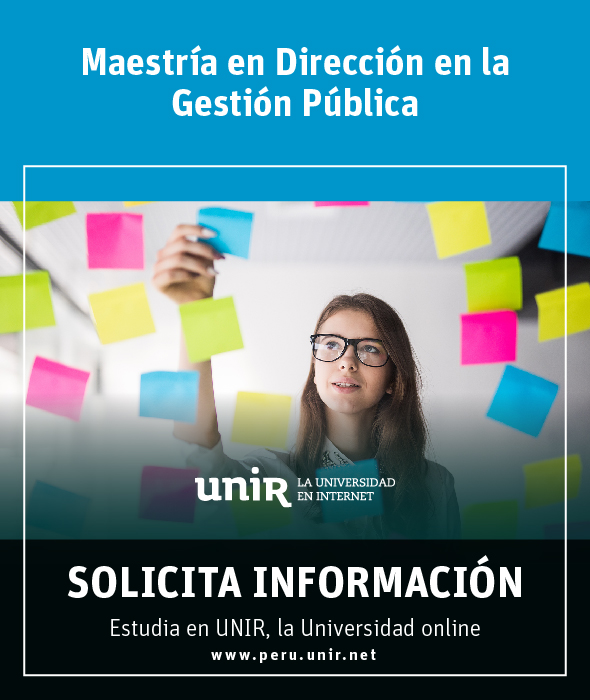 Maestría en Dirección en la
Gestión Pública
unir LA UNIVERSIDAD
EN INTERNET
SOLICITA INFORMACIÓN
Estudia en UNIR, la Universidad online
www.peru.unir.net